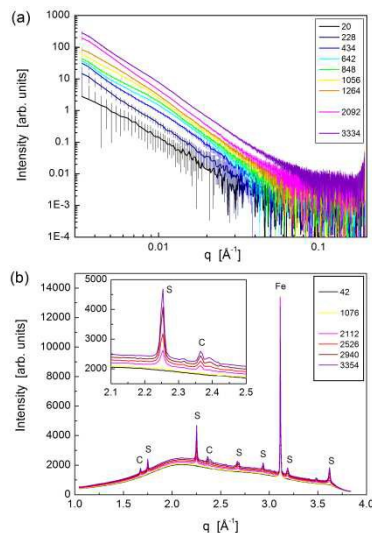 (a)
1000
100
10
1
0.1
0.01
1E-3
1E-4
Intensity [arb. units]
20
228
434
642
848
1056
1264
2092
3334
0.01
0.1
q [Å⁻¹]
(b)
14000
12000
10000
8000
6000
4000
2000
0
Intensity [arb. units]
5000
4000
3000
2000
S
C
2.1 2.2 2.3 2.4 2.5
Fe
42
1076
2112
2526
2940
3354
C S S C S S S S
1.0 1.5 2.0 2.5 3.0 3.5 4.0
q [Å⁻¹]